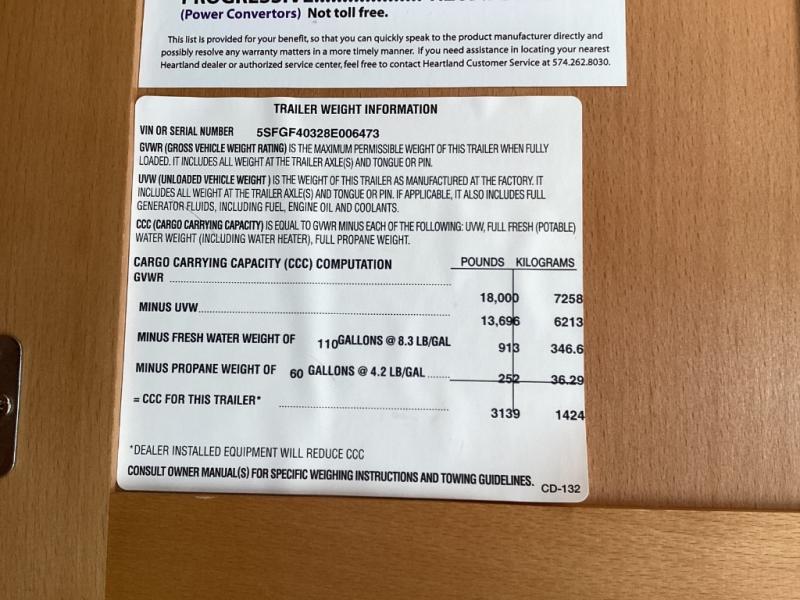 (Power Convertors) Not toll free.
This list is provided for your benefit, so that you can quickly speak to the product manufacturer directly and
possibly resolve any warranty matters in a more timely manner. If you need assistance in locating your nearest
Heartland dealer or authorized service center, feel free to contact Heartland Customer Service at 574.262.8030.
TRAILER WEIGHT INFORMATION
VIN OR SERIAL NUMBER 5SFGF40328E006473
GVWR (GROSS VEHICLE WEIGHT RATING) IS THE MAXIMUM PERMISSIBLE WEIGHT OF THIS TRAILER WHEN FULLY
LOADED. IT INCLUDES ALL WEIGHT AT THE TRAILER AXLE(S) AND TONGUE OR PIN.
UVW (UNLOADED VEHICLE WEIGHT ) IS THE WEIGHT OF THIS TRAILER AS MANUFACTURED AT THE FACTORY. IT
INCLUDES ALL WEIGHT AT THE TRAILER AXLE(S) AND TONGUE OR PIN. IF APPLICABLE, IT ALSO INCLUDES FULL
GENERATOR FLUIDS, INCLUDING FUEL, ENGINE OIL AND COOLANTS.
CCC (CARGO CARRYING CAPACITY) IS EQUAL TO GVWR MINUS EACH OF THE FOLLOWING: UVW, FULL FRESH (POTABLE)
WATER WEIGHT (INCLUDING WATER HEATER), FULL PROPANE WEIGHT.
CARGO CARRYING CAPACITY (CCC) COMPUTATION POUNDS KILOGRAMS
GVWR 18,000 7258
MINUS UVW 13,696 6213
MINUS FRESH WATER WEIGHT OF 110 GALLONS @ 8.3 LB/GAL 913 346.6
MINUS PROPANE WEIGHT OF 60 GALLONS @ 4.2 LB/GAL 252 36.29
= CCC FOR THIS TRAILER* 3139 1424
*DEALER INSTALLED EQUIPMENT WILL REDUCE CCC
CONSULT OWNER MANUAL(S) FOR SPECIFIC WEIGHING INSTRUCTIONS AND TOWING GUIDELINES. CD-132